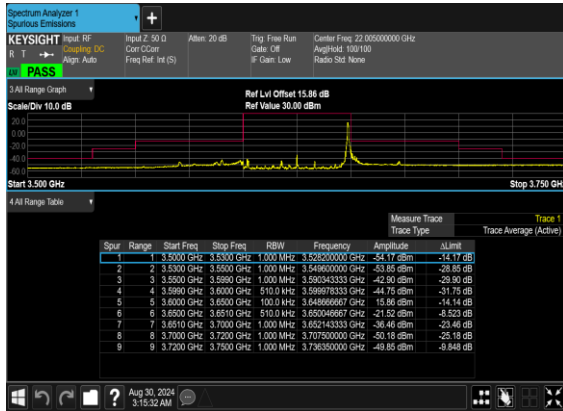 Spectrum Analyzer 1
Spurious Emissions
KEYSIGHT Input: RF Input Z: 50 Ω Atten: 20 dB Trig: Free Run Center Freq: 22.005000000 GHz
R T Coupling: DC Corr CCorr Gate: Off Avg|Hold: 100/100
Align: Auto Freq Ref: Int (S) IF Gain: Low Radio Std: None
PASS
3 All Range Graph
Ref Lvl Offset 15.86 dB
Scale/Div 10.0 dB Ref Value 30.00 dBm
20.0
0.00
-20.0
-40.0
-60.0
Start 3.500 GHz Stop 3.750 GH
4 All Range Table
Measure Trace Trace 1
Trace Type Trace Average (Active)
Spur Range Start Freq Stop Freq RBW Frequency Amplitude ΔLimit
1 1 3.5000 GHz 3.5300 GHz 1.000 MHz 3.528200000 GHz -54.17 dBm -14.17 dB
2 2 3.5300 GHz 3.5500 GHz 1.000 MHz 3.549600000 GHz -53.85 dBm -28.85 dB
3 3 3.5500 GHz 3.5990 GHz 1.000 MHz 3.590343333 GHz -42.90 dBm -29.90 dB
4 4 3.5990 GHz 3.6000 GHz 510.0 kHz 3.599978333 GHz -44.75 dBm -31.75 dB
5 5 3.6000 GHz 3.6500 GHz 100.0 kHz 3.648666667 GHz 15.86 dBm -14.14 dB
6 6 3.6500 GHz 3.6510 GHz 510.0 kHz 3.650046667 GHz -21.52 dBm -8.523 dB
7 7 3.6510 GHz 3.7000 GHz 1.000 MHz 3.652143333 GHz -36.46 dBm -23.46 dB
8 8 3.7000 GHz 3.7200 GHz 1.000 MHz 3.707500000 GHz -50.18 dBm -25.18 dB
9 9 3.7200 GHz 3.7500 GHz 1.000 MHz 3.736350000 GHz -49.85 dBm -9.848 dB
? Aug 30, 2024
3:15:32 AM